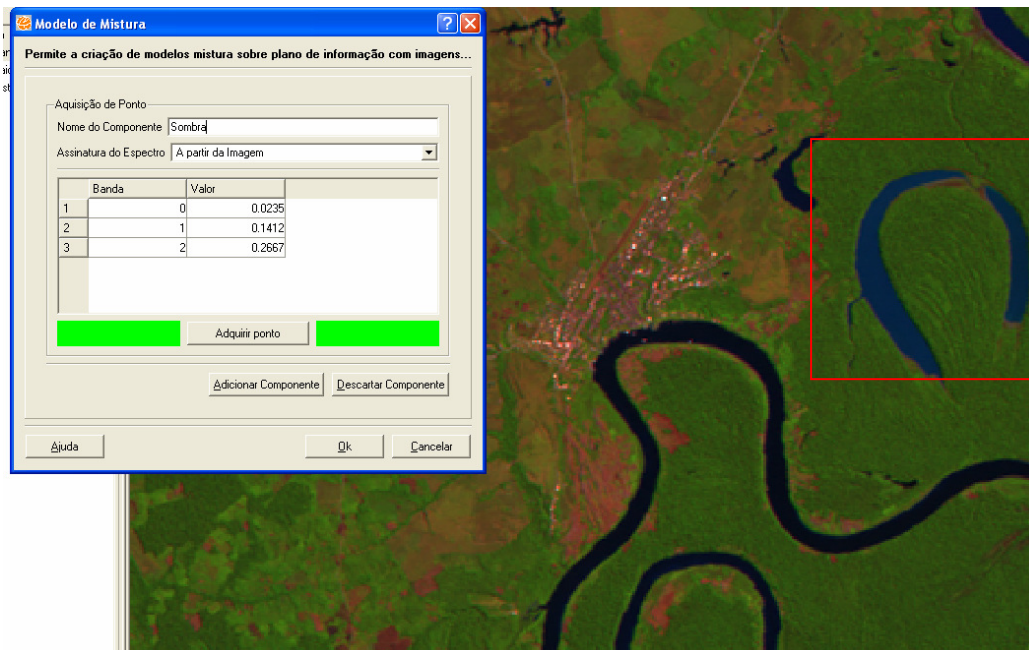 Modelo de Mistura
Permite a criação de modelos mistura sobre plano de informação com imagens...
Aquisição de Ponto
Nome do Componente Sombra
Assinatura do Espectro A partir da Imagem
Banda Valor
1 0 0.0235
2 1 0.1412
3 2 0.2667
Adquirir ponto
Adicionar Componente Descartar Componente
Ajuda Ok Cancelar